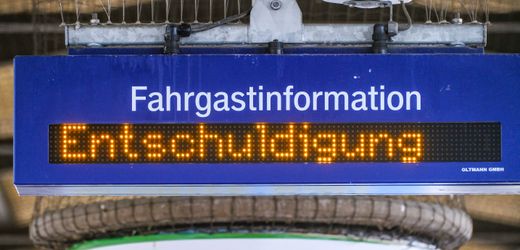 Fahrgastinformation
Entschuldigung
OLTMANN GMBH